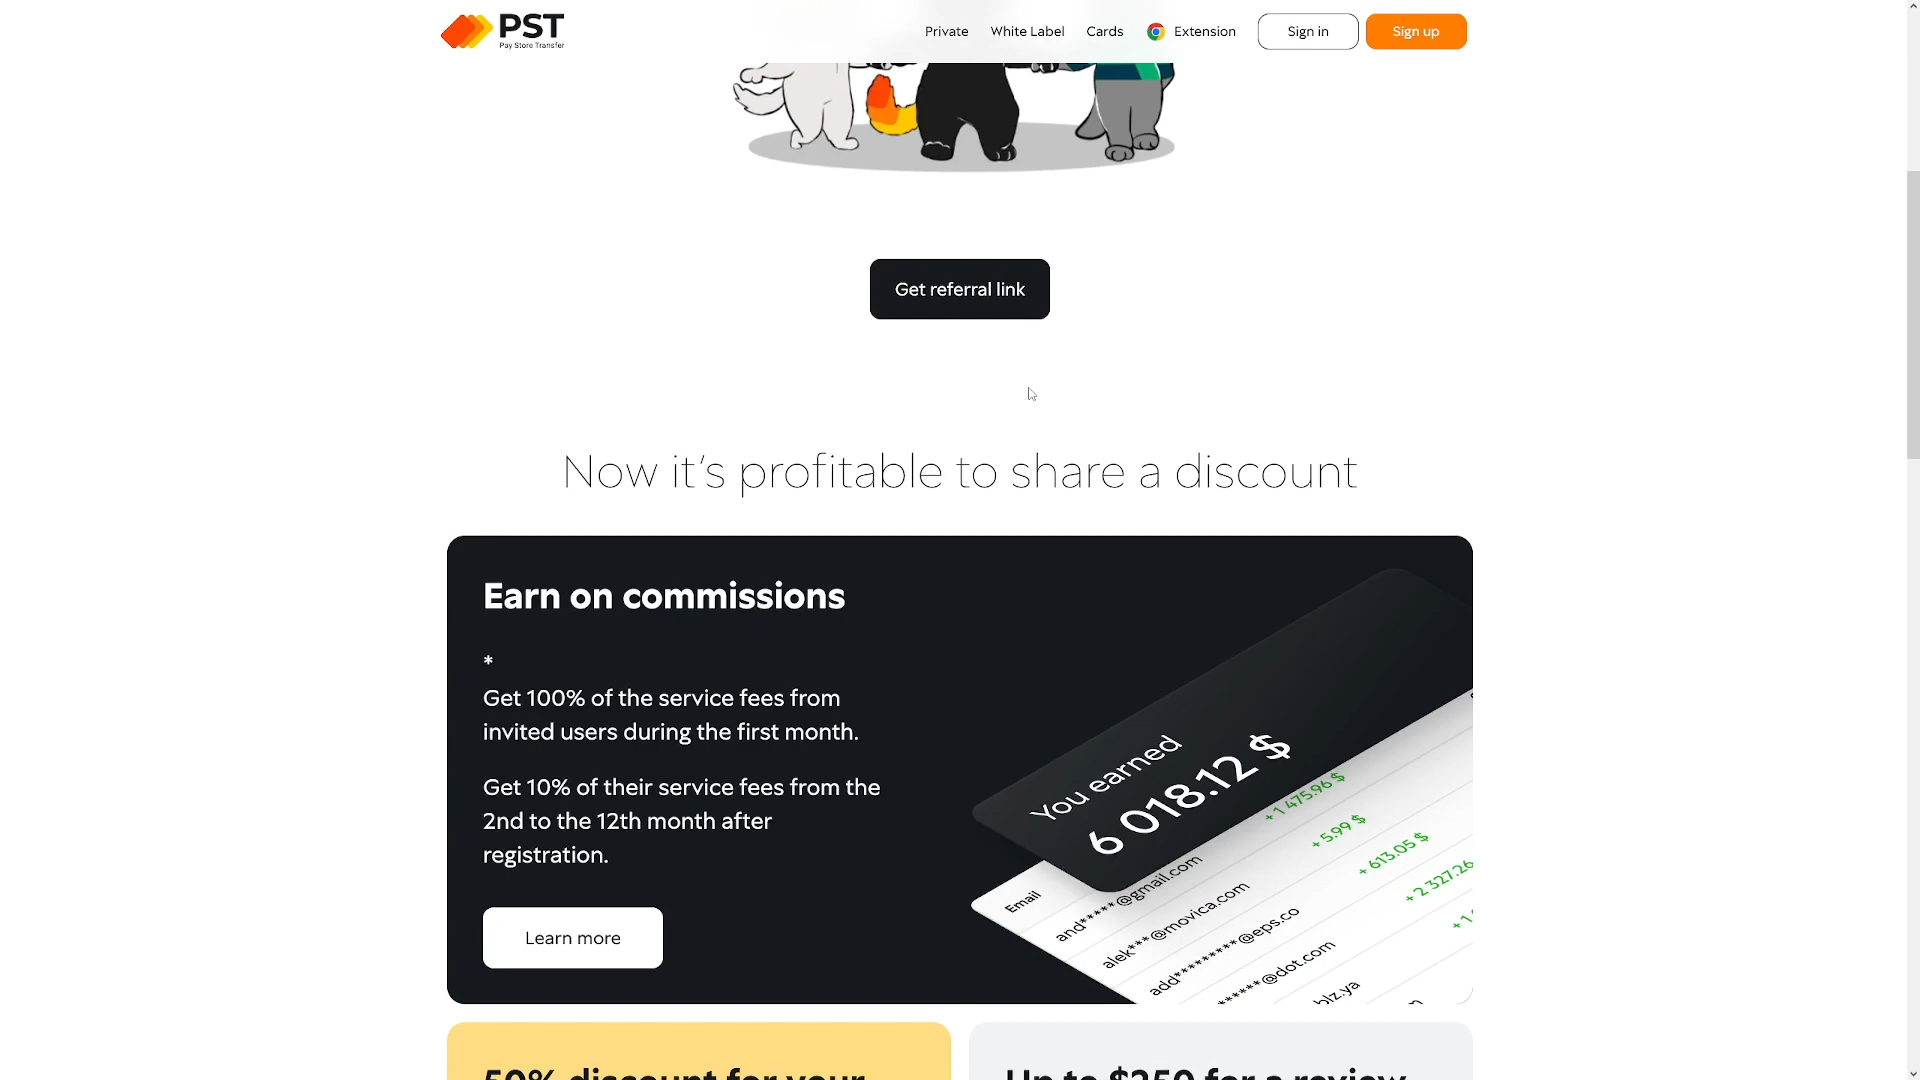 PST
Pay Store Transfer
Private
White Label
Cards
Extension
Sign in
Sign up
Get referral link
Now it's profitable to share a discount
Earn on commissions
*
Get 100% of the service fees from
invited users during the first month.
Get 10% of their service fees from the
2nd to the 12th month after
registration.
Learn more
You earned
6 018.12 $
Email
and*****@gmail.com
+ 1 475.96 $
alek***@movica.com
+ 5.99 $
add*********@eps.co
+ 613.05 $
******@dot.com
+ 2 327.26
blz.ya
50% discount for your
Up to $250 for a review